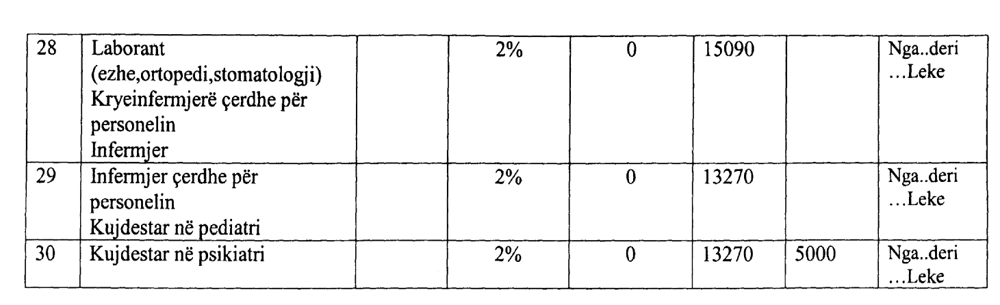 28 Laborant 2% 0 15090 Nga..deri
(ezhe,ortopedi,stomatologji) ...Leke
Kryeinfermjerë çerdhe për
personelin
Infermjer
29 Infermjer çerdhe për 2% 0 13270 Nga..deri
personelin ...Leke
Kujdestar në pediatri
30 Kujdestar në psikiatri 2% 0 13270 5000 Nga..deri
...Leke